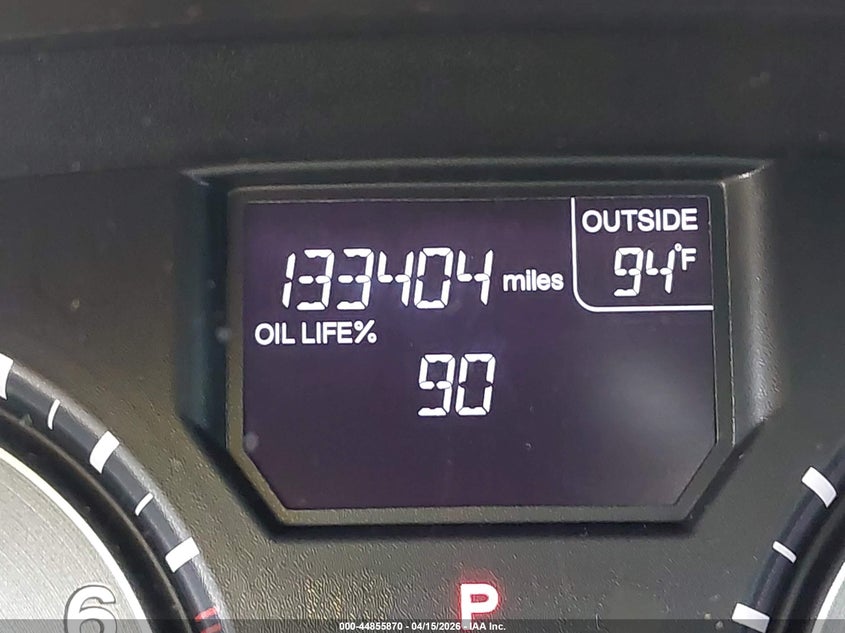 OUTSIDE
94°F
133404 miles
OIL LIFE%
90
P
6
000-44855870 - 04/15/2026 - IAA Inc.